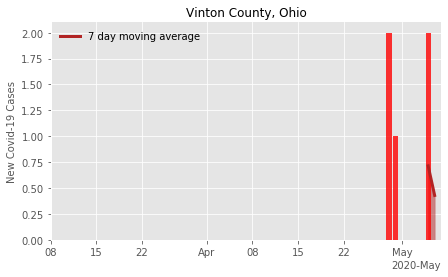 Vinton County, Ohio
7 day moving average
New Covid-19 Cases
2.00
1.75
1.50
1.25
1.00
0.75
0.50
0.25
0.00
08 15 22 Apr 08 15 22 May
2020-May